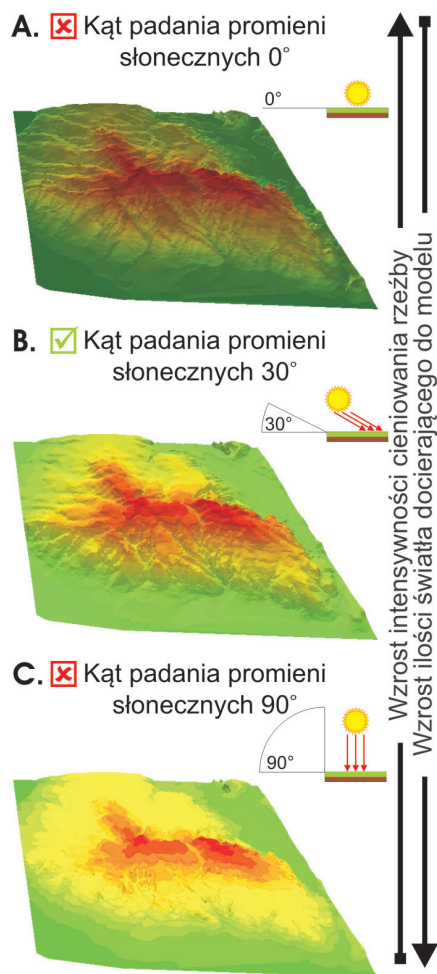 A. Kąt padania promieni
słonecznych 0°
0°
B. Kąt padania promieni
słonecznych 30°
30°
C. Kąt padania promieni
słonecznych 90°
90°
Wzrost intensywności cieniowania rzeźby
Wzrost ilości światła docierającego do modelu